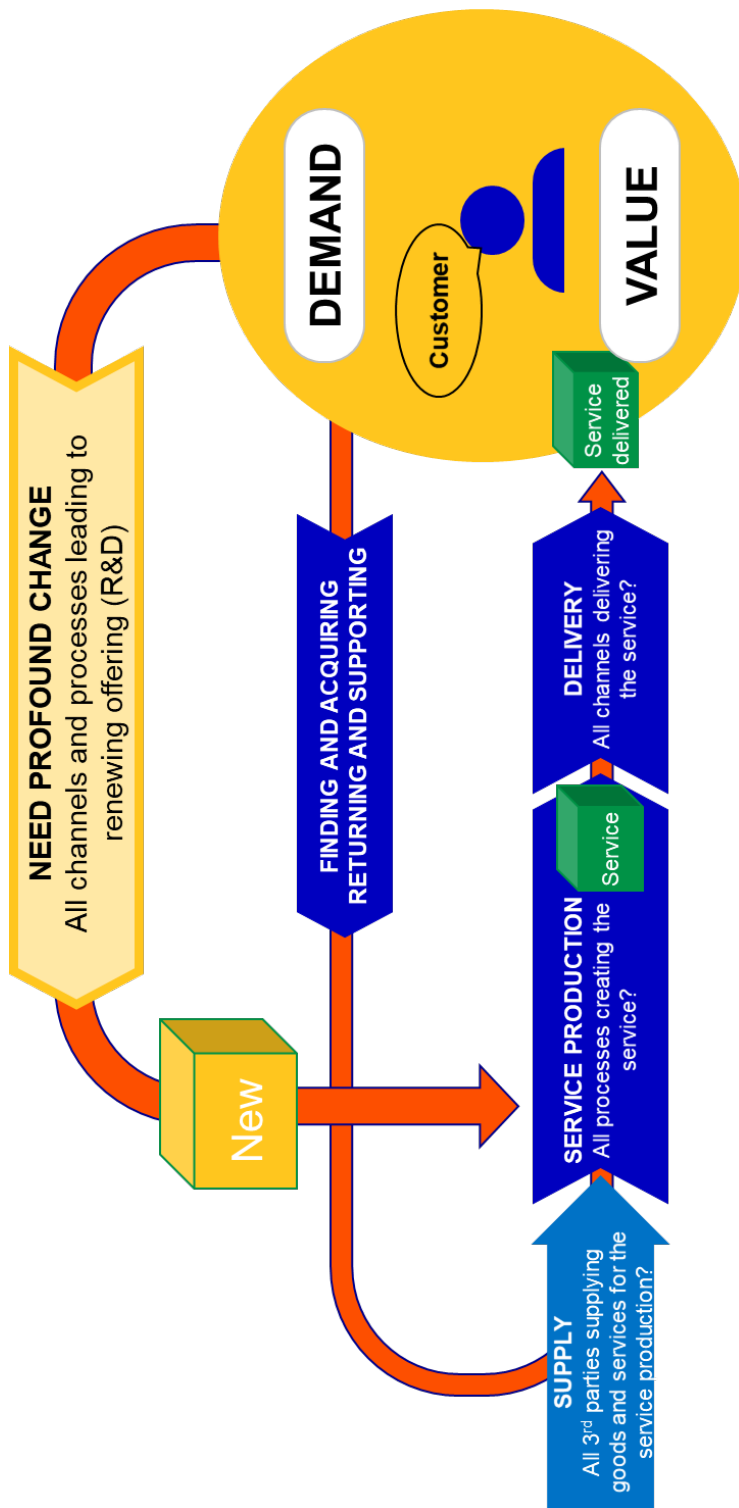 NEED PROFOUND CHANGE
All channels and processes leading to
renewing offering (R&D)
New
FINDING AND ACQUIRING
RETURNING AND SUPPORTING
DEMAND
Customer
VALUE
SUPPLY
All 3rd parties supplying
goods and services for the
service production?
SERVICE PRODUCTION
All processes creating the
service?
Service
DELIVERY
All channels delivering
the service?
Service
delivered